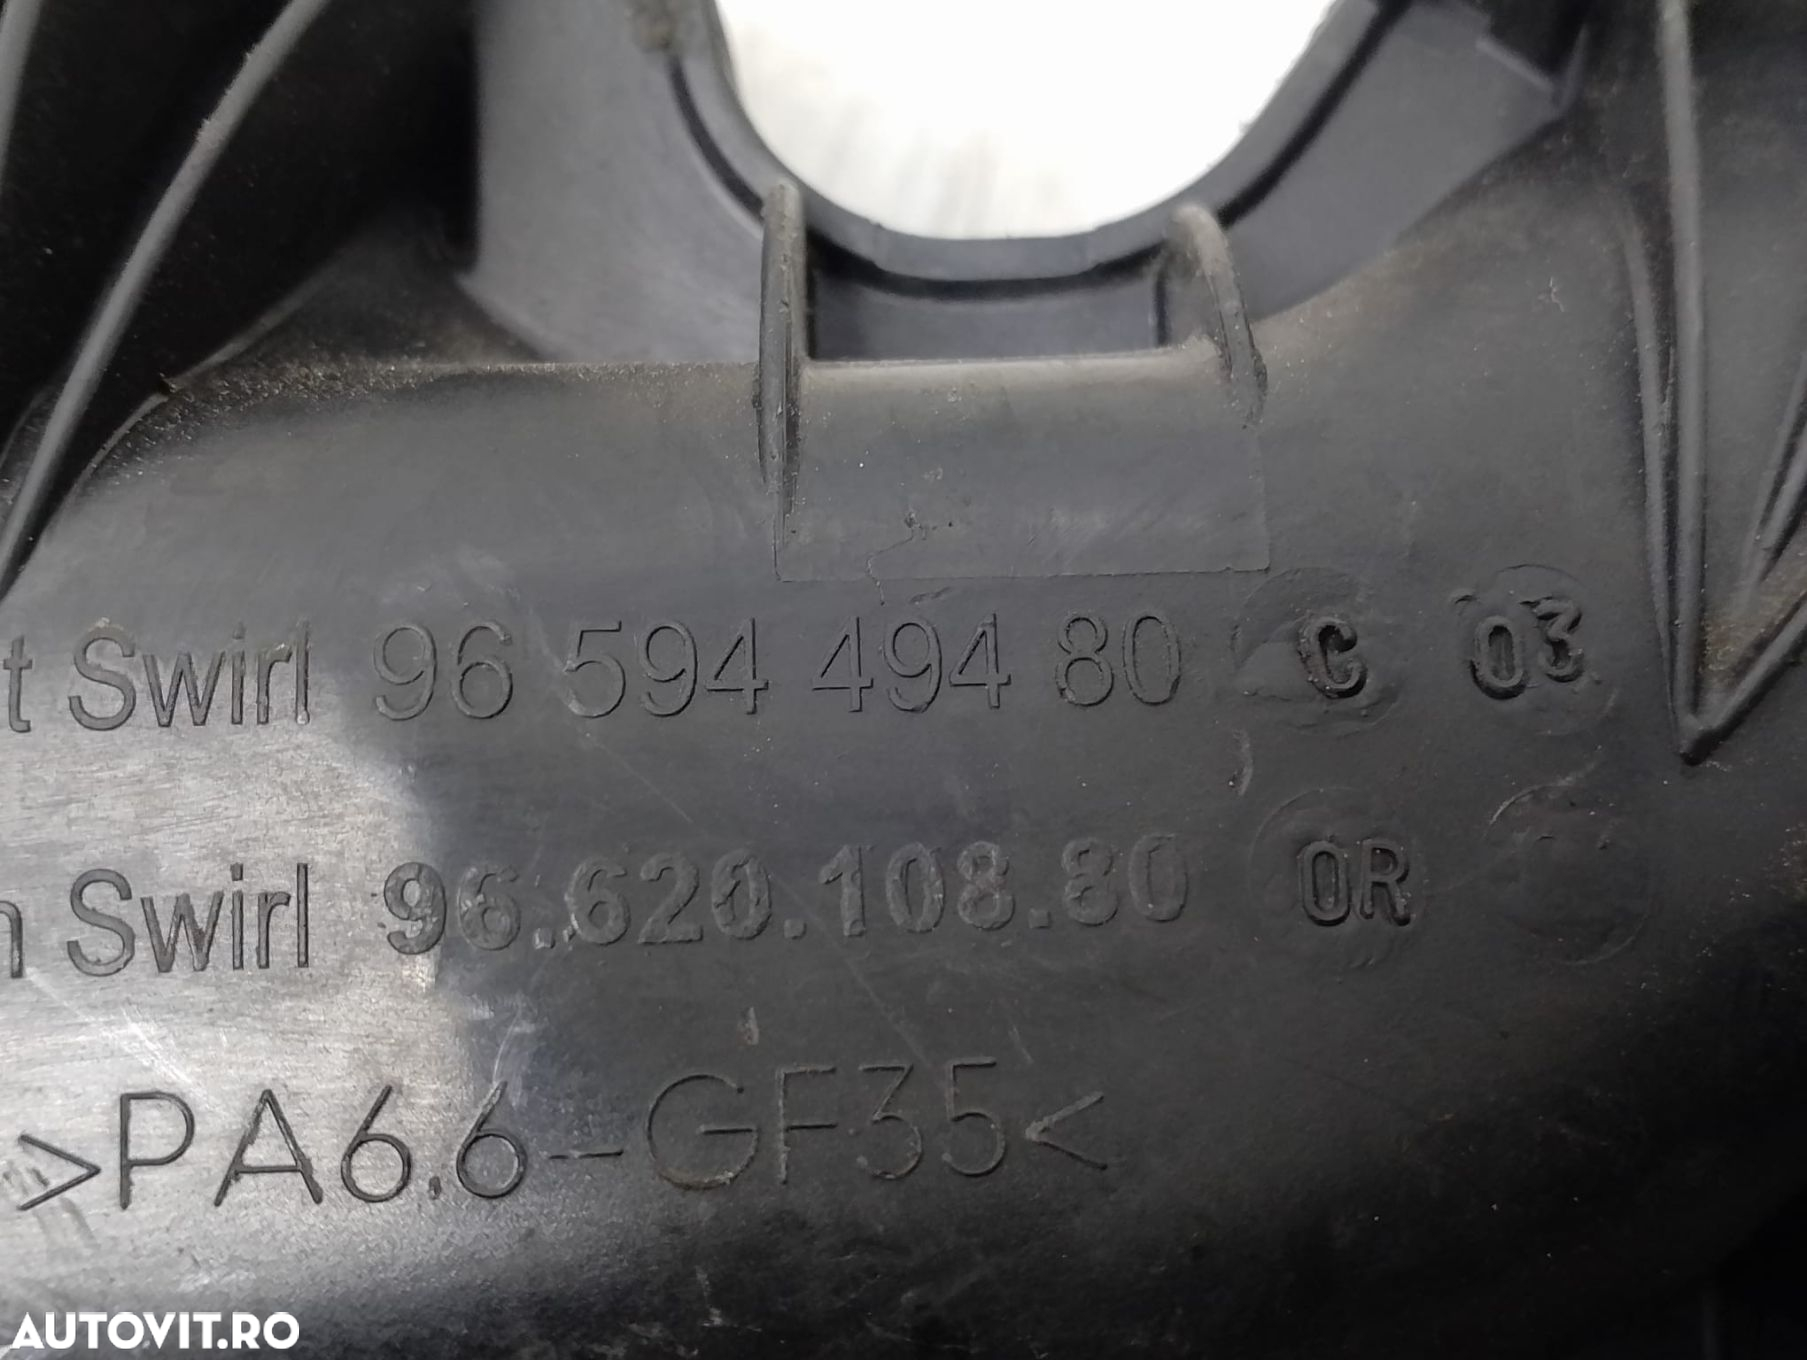 t Swirl 96 594 494 80 C 03
n Swirl 96.620.108.80 0R
>PA6.6-GF35<
AUTOVIT.RO